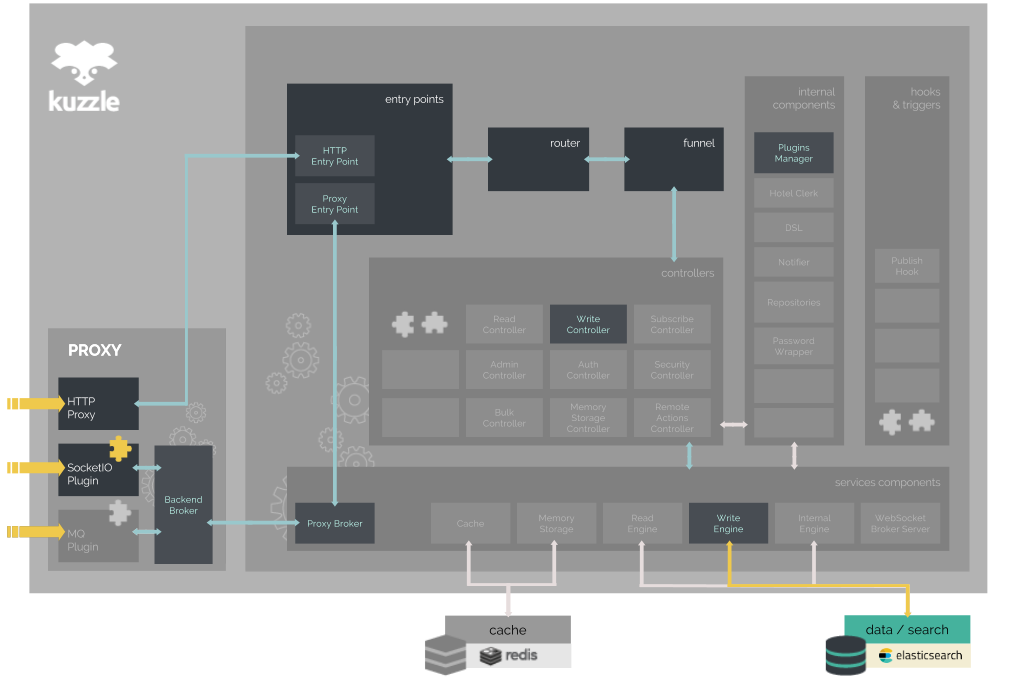 kuzzle
entry points
HTTP
Entry Point
Proxy
Entry Point
router
funnel
internal
components
Plugins
Manager
Hotel Clerk
DSL
Notifier
Repositories
Password
Wrapper
hooks
& triggers
Publish
Hook
controllers
Read
Controller
Write
Controller
Subscribe
Controller
Admin
Controller
Auth
Controller
Security
Controller
Bulk
Controller
Memory
Storage
Controller
Remote
Actions
Controller
PROXY
HTTP
Proxy
SocketIO
Plugin
MQ
Plugin
Backend
Broker
services components
Proxy Broker
Cache
Memory
Storage
Read
Engine
Write
Engine
Internal
Engine
WebSocket
Broker Server
cache
redis
data / search
elasticsearch